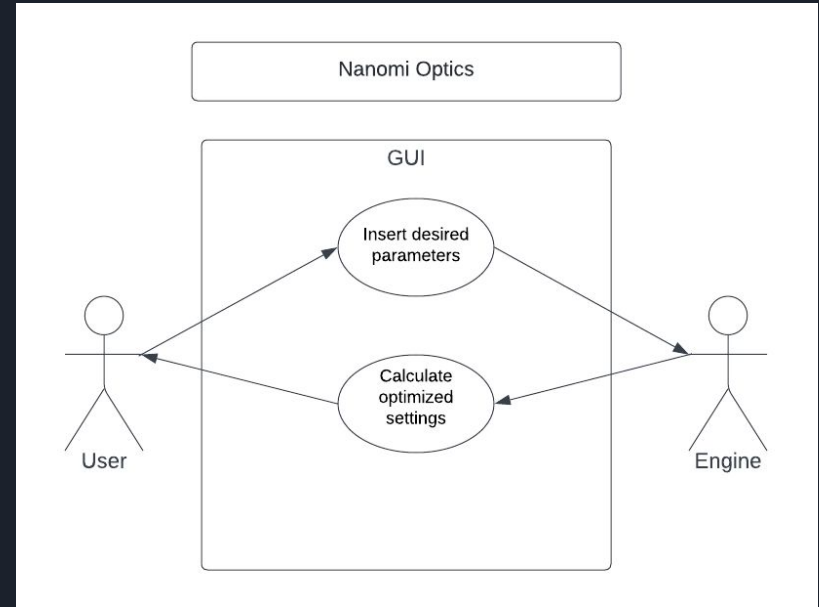 Nanomi Optics
GUI
Insert desired
parameters
Calculate
optimized
settings
User
Engine